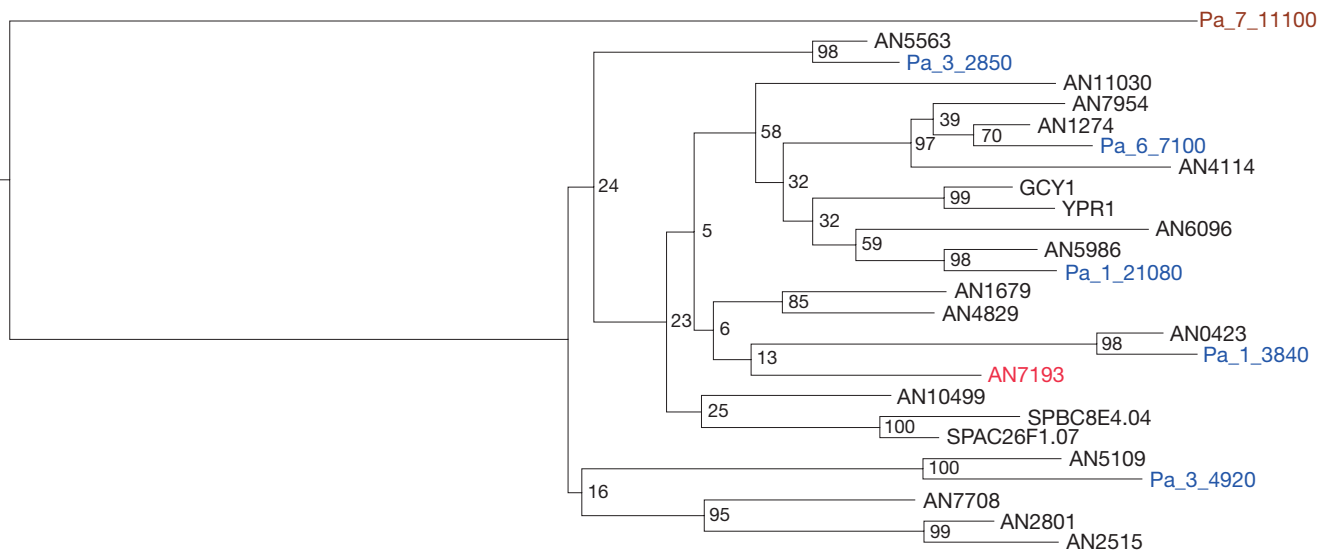 Pa_7_11100
AN5563
98
Pa_3_2850
AN11030
AN7954
39
AN1274
58
70
97
Pa_6_7100
AN4114
24
32
GCY1
99
YPR1
32
AN6096
5
59
AN5986
98
Pa_1_21080
AN1679
85
AN4829
23
6
AN0423
98
Pa_1_3840
13
AN7193
AN10499
25
SPBC8E4.04
100
SPAC26F1.07
AN5109
100
Pa_3_4920
16
AN7708
95
AN2801
99
AN2515